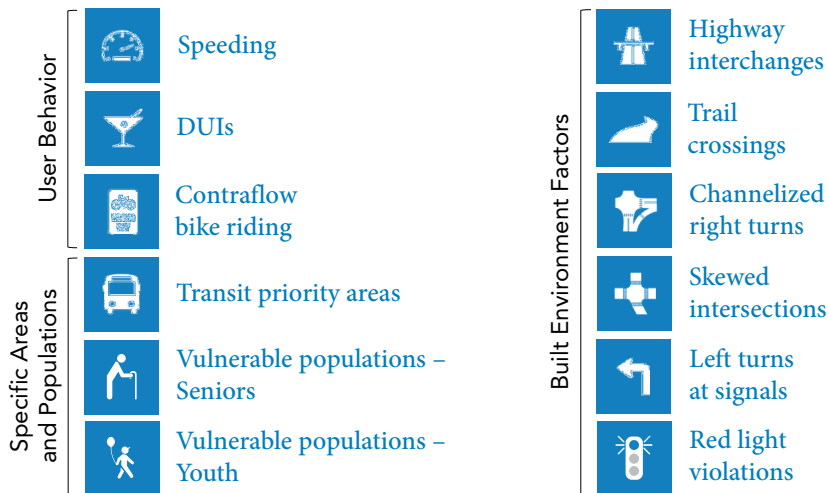 User Behavior
Speeding
DUIs
Contraflow
bike riding
Specific Areas
and Populations
Transit priority areas
Vulnerable populations –
Seniors
Vulnerable populations –
Youth
Built Environment Factors
Highway
interchanges
Trail
crossings
Channelized
right turns
Skewed
intersections
Left turns
at signals
Red light
violations